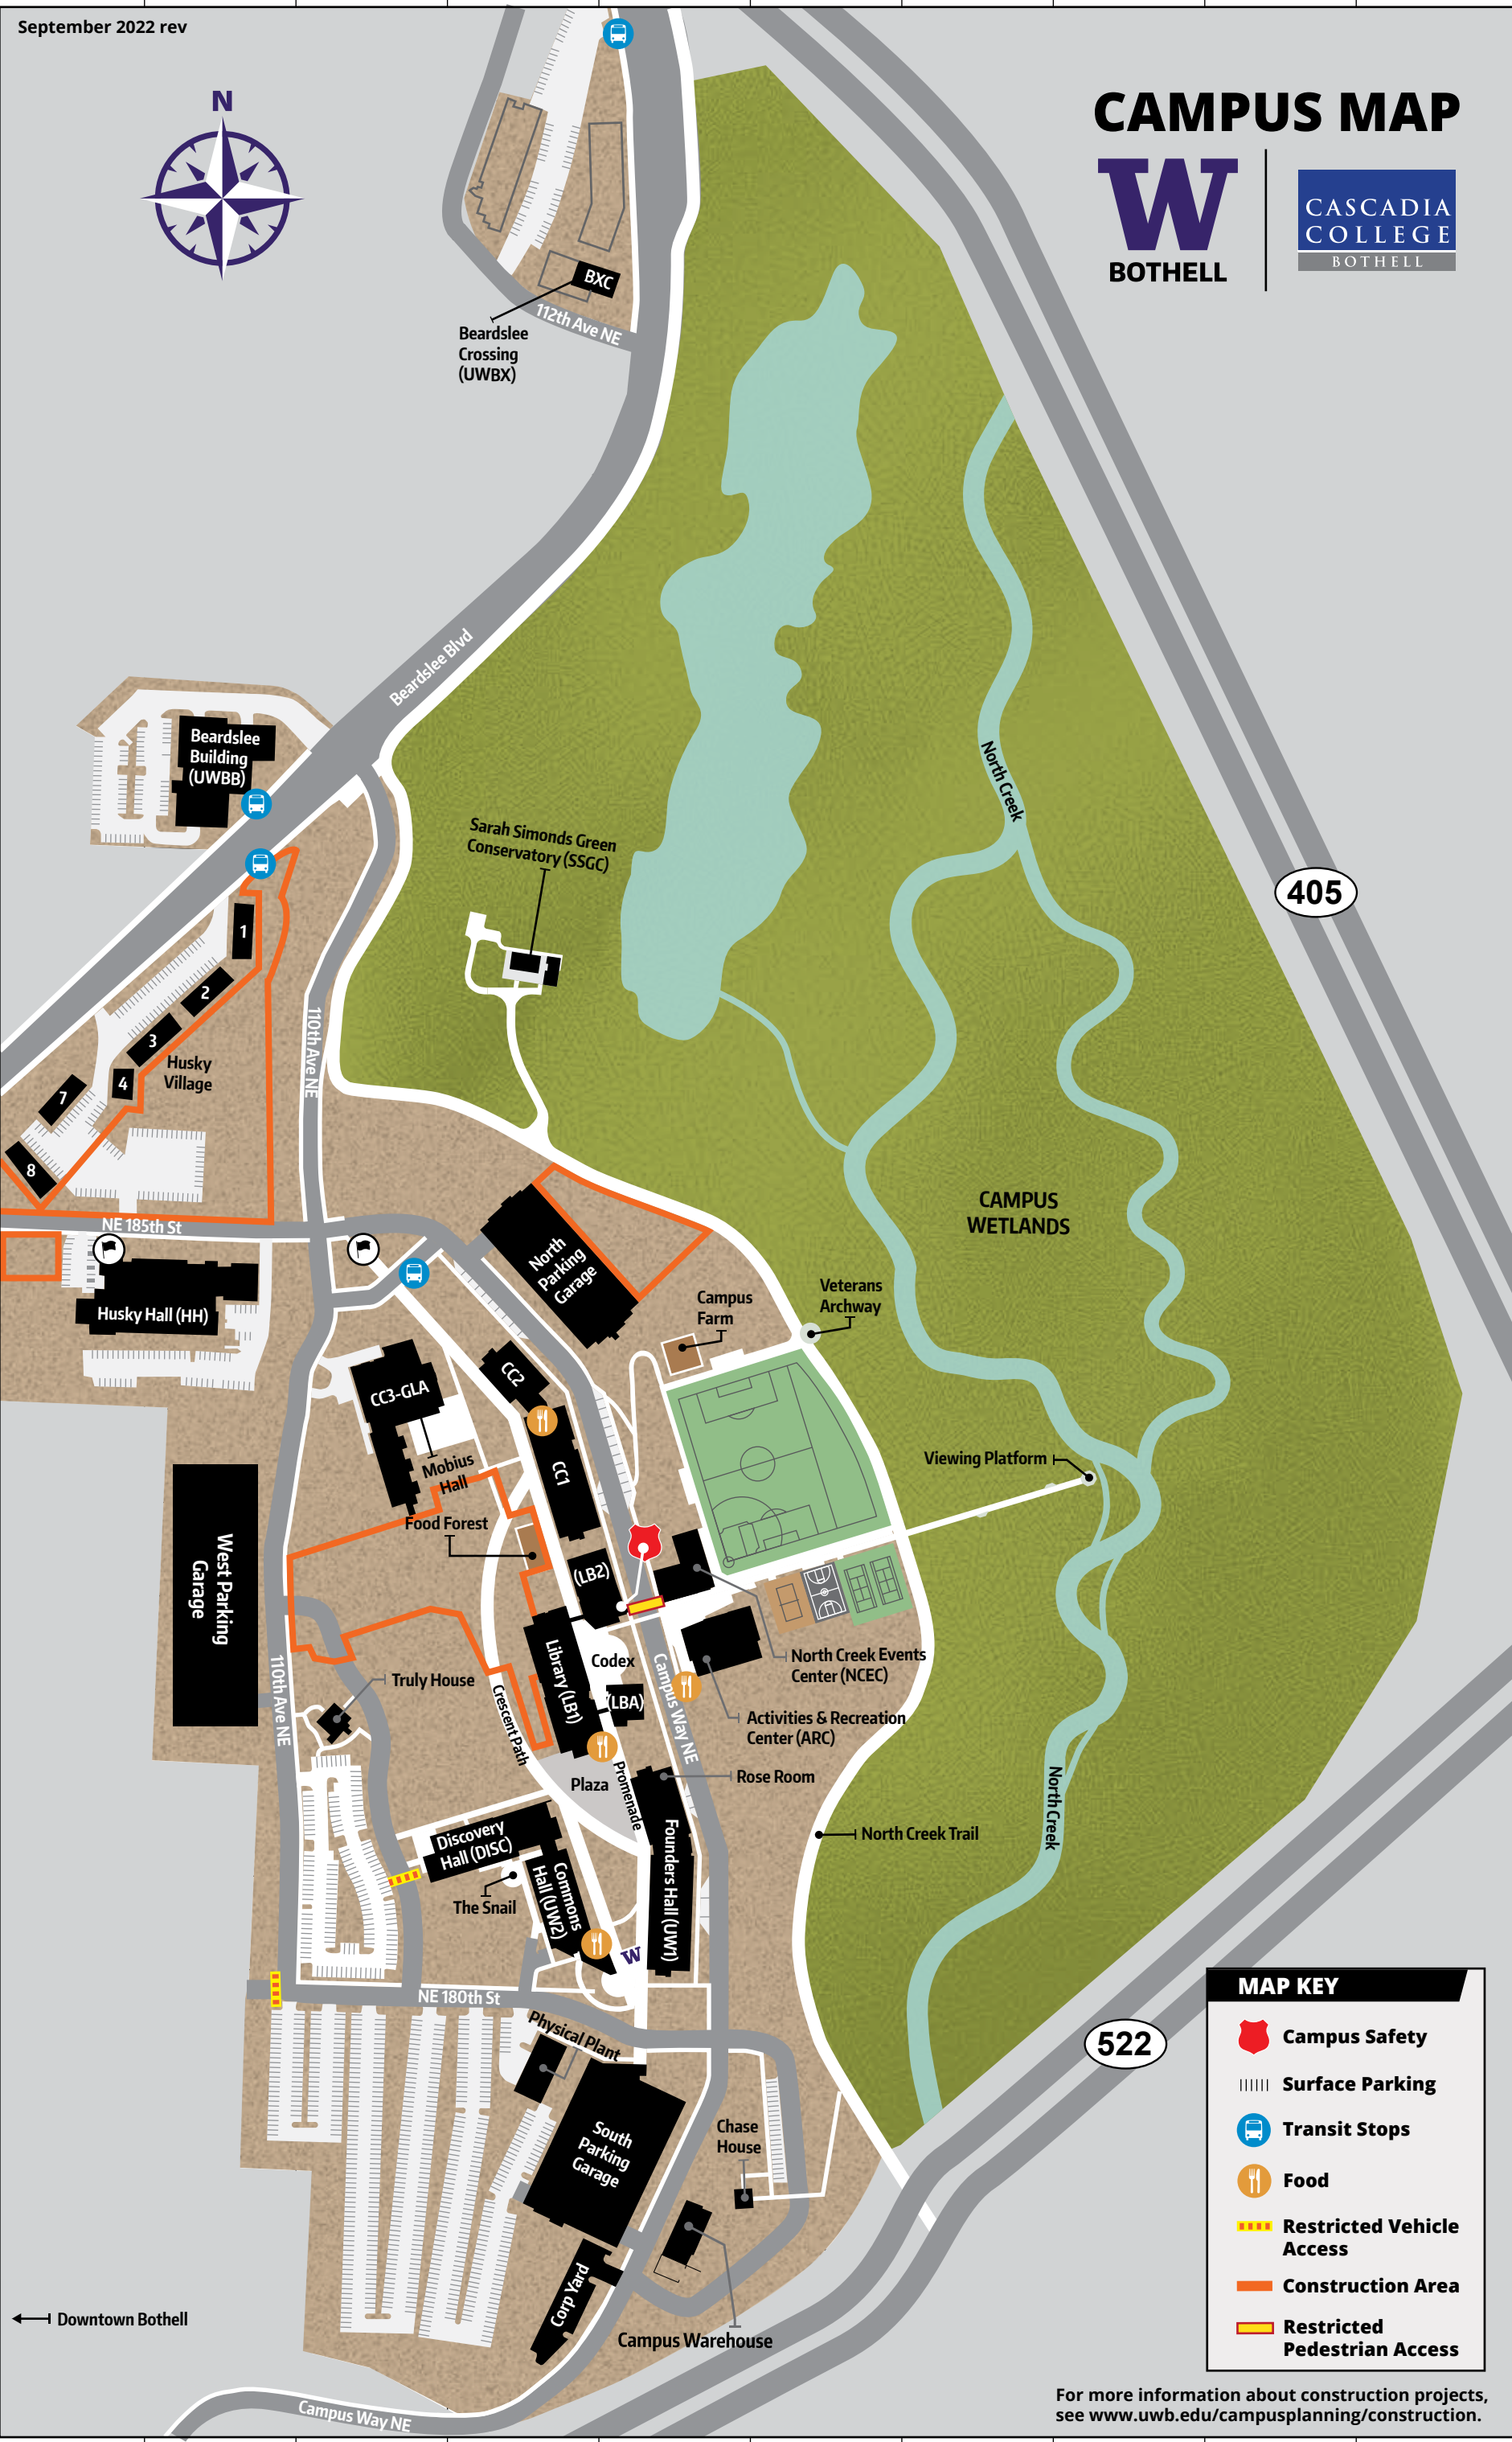 September 2022 rev
N
CAMPUS MAP
W
BOTHELL
CASCADIA
COLLEGE
BOTHELL
BXC
112th Ave NE
Beardslee
Crossing
(UWBX)
Beardslee Blvd
Beardslee
Building
(UWBB)
North Creek
Sarah Simonds Green
Conservatory (SSGC)
405
1
2
3
4
7
8
Husky
Village
110th Ave NE
CAMPUS
WETLANDS
NE 185th St
North
Parking
Garage
Husky Hall (HH)
Campus
Farm
Veterans
Archway
CC2
CC3-GLA
CC1
Mobius
Hall
Viewing Platform
Food Forest
West Parking
Garage
(LB2)
Library (LB1)
Codex
(LBA)
Campus Way NE
North Creek Events
Center (NCEC)
Truly House
110th Ave NE
Crescent Path
Activities & Recreation
Center (ARC)
Plaza
Promenade
Rose Room
North Creek
Discovery
Hall (DISC)
Founders Hall (UW1)
North Creek Trail
Commons
Hall (UW2)
The Snail
W
NE 180th St
Physical Plant
522
South
Parking
Garage
Chase
House
Corp Yard
Campus Warehouse
Downtown Bothell
Campus Way NE
MAP KEY
Campus Safety
Surface Parking
Transit Stops
Food
Restricted Vehicle
Access
Construction Area
Restricted
Pedestrian Access
For more information about construction projects,
see www.uwb.edu/campusplanning/construction.